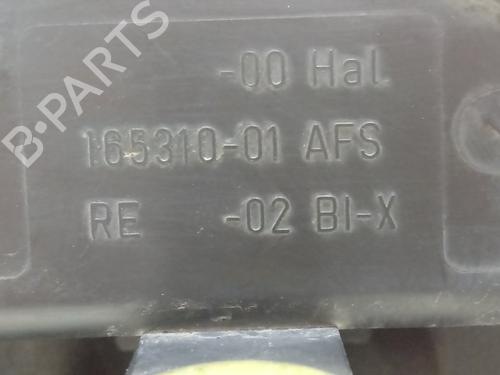 B-PARTS
-00 Hal.
165310-01 AFS
RE -02 BI-X